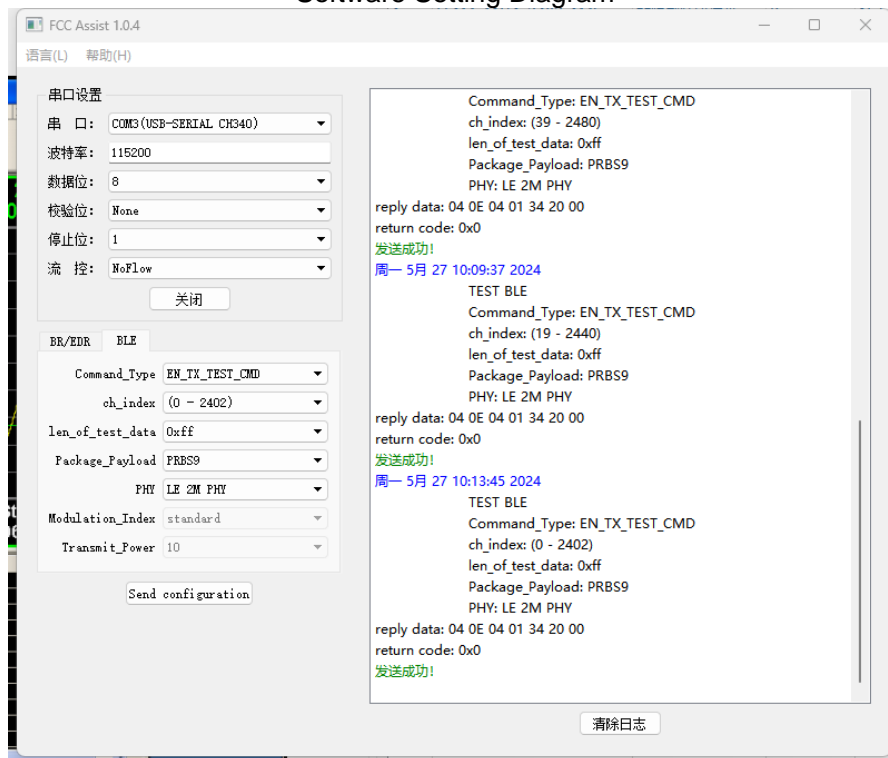 Software Setting Diagram
FCC Assist 1.0.4
语言(L) 帮助(H)
串口设置
串 口: COM3(USB-SERIAL CH340)
波特率: 115200
数据位: 8
校验位: None
停止位: 1
流 控: NoFlow
关闭
BR/EDR BLE
Command_Type EN_TX_TEST_CMD
ch_index (0 - 2402)
len_of_test_data 0xff
Package_Payload PRBS9
PHY LE 2M PHY
Modulation_Index standard
Transmit_Power 10
Send configuration
Command_Type: EN_TX_TEST_CMD
ch_index: (39 - 2480)
len_of_test_data: 0xff
Package_Payload: PRBS9
PHY: LE 2M PHY
reply data: 04 0E 04 01 34 20 00
return code: 0x0
发送成功!
周一 5月 27 10:09:37 2024
TEST BLE
Command_Type: EN_TX_TEST_CMD
ch_index: (19 - 2440)
len_of_test_data: 0xff
Package_Payload: PRBS9
PHY: LE 2M PHY
reply data: 04 0E 04 01 34 20 00
return code: 0x0
发送成功!
周一 5月 27 10:13:45 2024
TEST BLE
Command_Type: EN_TX_TEST_CMD
ch_index: (0 - 2402)
len_of_test_data: 0xff
Package_Payload: PRBS9
PHY: LE 2M PHY
reply data: 04 0E 04 01 34 20 00
return code: 0x0
发送成功!
清除日志